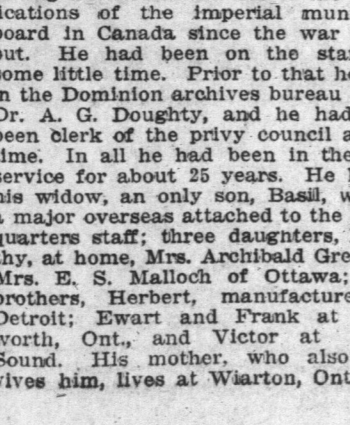 ications of the imperial mun
board in Canada since the war
out. He had been on the sta
some little time. Prior to that he
in the Dominion archives bureau
Dr. A. G. Doughty, and he had
been clerk of the privy council a
time. In all he had been in the
service for about 25 years. He l
his widow, an only son, Basil, w
a major overseas attached to the
quarters staff; three daughters,
thy, at home, Mrs. Archibald Gre
Mrs. E. S. Malloch of Ottawa;
brothers, Herbert, manufacture
Detroit; Ewart and Frank at
worth, Ont., and Victor at
Sound. His mother, who also
vives him, lives at Wiarton, Ont